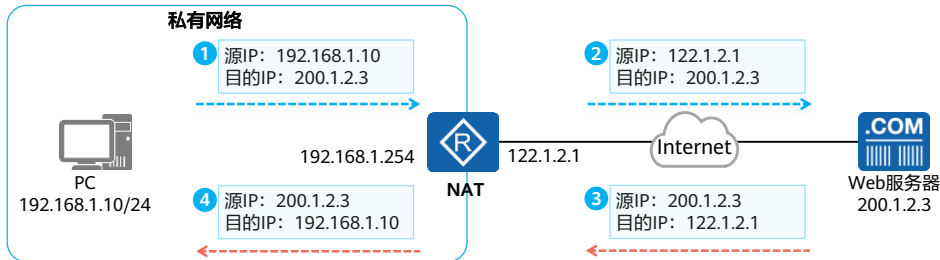 私有网络
1
源IP：192.168.1.10
目的IP：200.1.2.3
2
源IP：122.1.2.1
目的IP：200.1.2.3
.COM
R
192.168.1.254
122.1.2.1
Internet
NAT
PC
192.168.1.10/24
Web服务器
200.1.2.3
4
源IP：200.1.2.3
目的IP：192.168.1.10
3
源IP：200.1.2.3
目的IP：122.1.2.1